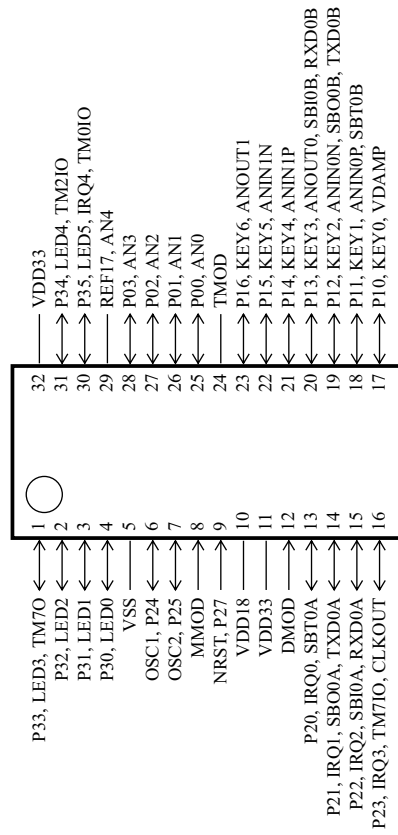 P33, LED3, TM7O 1
P32, LED2 2
P31, LED1 3
P30, LED0 4
VSS 5
OSC1, P24 6
OSC2, P25 7
MMOD 8
NRST, P27 9
VDD18 10
VDD33 11
DMOD 12
P20, IRQ0, SBT0A 13
P21, IRQ1, SBO0A, TXD0A 14
P22, IRQ2, SBI0A, RXD0A 15
P23, IRQ3, TM7IO, CLKOUT 16
32 VDD33
31 P34, LED4, TM2IO
30 P35, LED5, IRQ4, TM0IO
29 REF17, AN4
28 P03, AN3
27 P02, AN2
26 P01, AN1
25 P00, AN0
24 TMOD
23 P16, KEY6, ANOUT1
22 P15, KEY5, ANIN1N
21 P14, KEY4, ANIN1P
20 P13, KEY3, ANOUT0, SBI0B, RXD0B
19 P12, KEY2, ANIN0N, SBO0B, TXD0B
18 P11, KEY1, ANIN0P, SBT0B
17 P10, KEY0, VDAMP